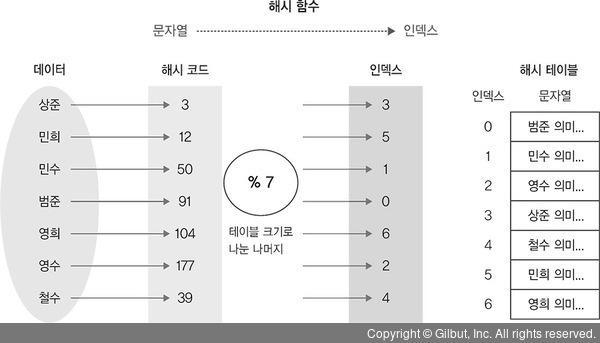 해시 함수
문자열 인덱스
데이터 해시 코드 인덱스 해시 테이블
인덱스 문자열
상준 3 3
민희 12 5
민수 50 1
범준 91 0
영희 104 6
영수 177 2
철수 39 4
% 7
테이블 크기로
나눈 나머지
0 범준 의미...
1 민수 의미...
2 영수 의미...
3 상준 의미...
4 철수 의미...
5 민희 의미...
6 영희 의미...
Copyright © Gilbut, Inc. All rights reserved.